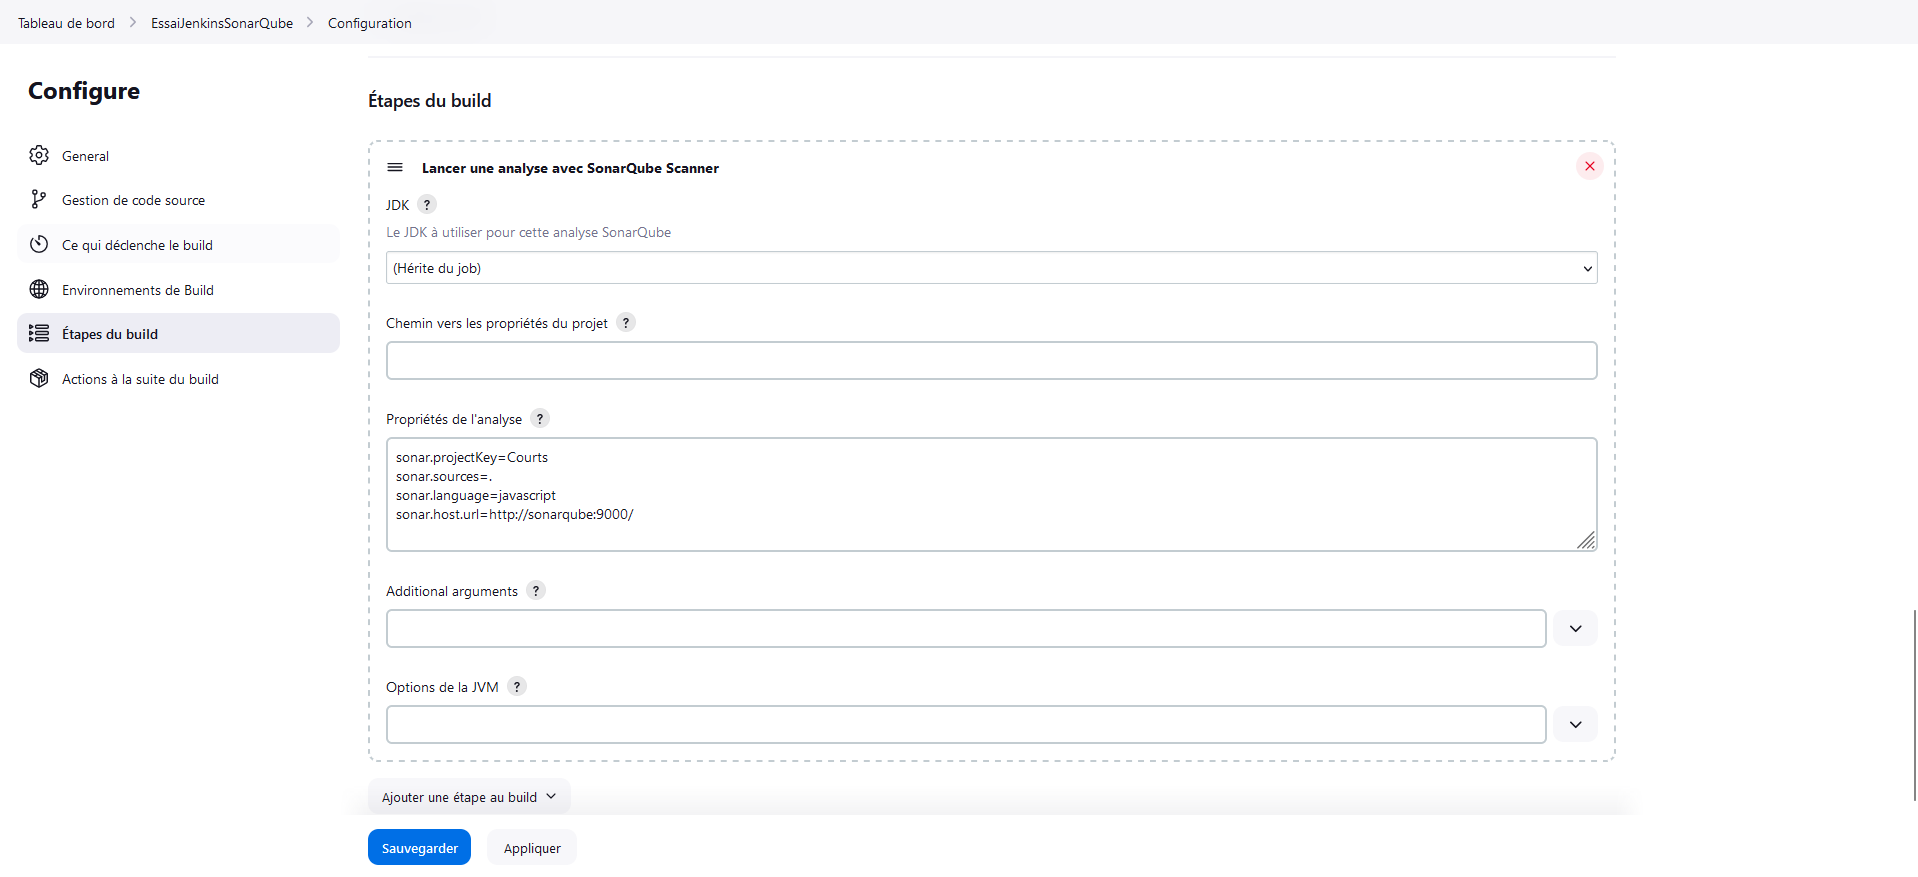 Tableau de bord > EssaiJenkinsSonarQube > Configuration
Configure
General
Gestion de code source
Ce qui déclenche le build
Environnements de Build
Étapes du build
Actions à la suite du build
Étapes du build
Lancer une analyse avec SonarQube Scanner
JDK ?
Le JDK à utiliser pour cette analyse SonarQube
(Hérite du job)
Chemin vers les propriétés du projet ?
Propriétés de l'analyse ?
sonar.projectKey=Courts
sonar.sources=.
sonar.language=javascript
sonar.host.url=http://sonarqube:9000/
Additional arguments ?
Options de la JVM ?
Ajouter une étape au build
Sauvegarder
Appliquer